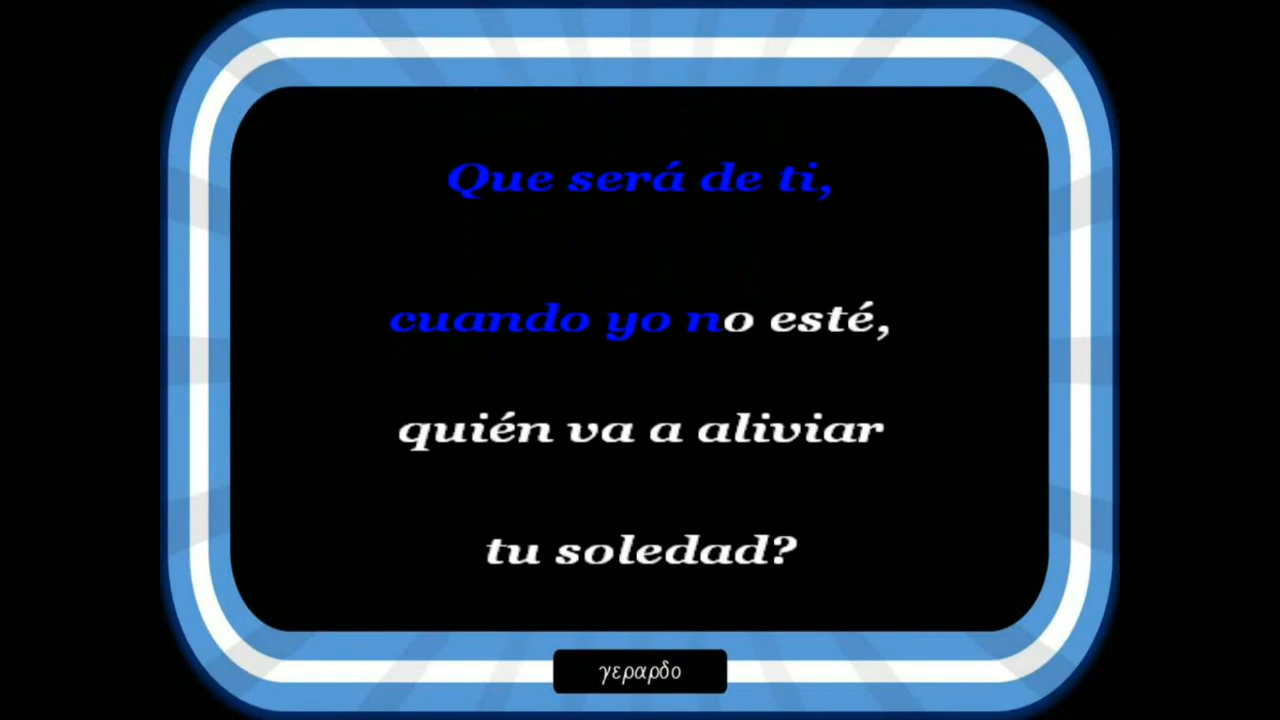 Que será de ti,
cuando yo no esté,
quién va a aliviar
tu soledad?
γεραρδο